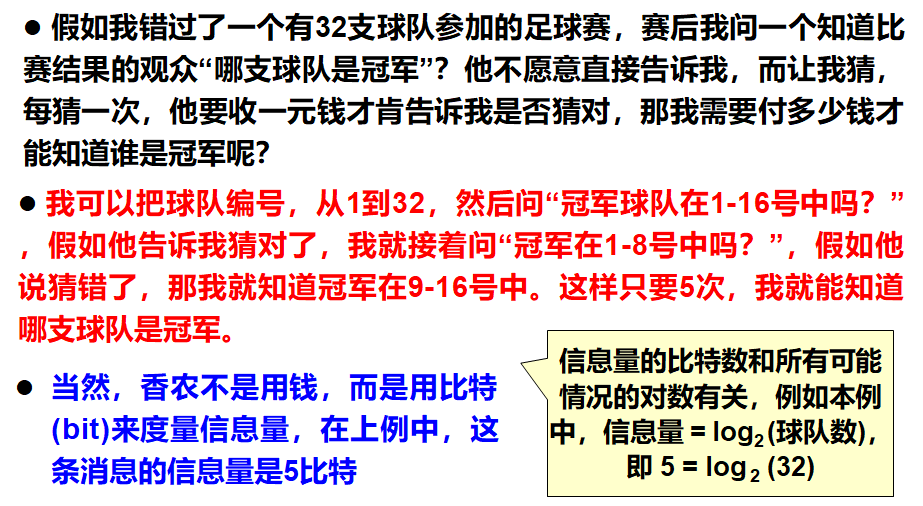 ● 假如我错过了一个有32支球队参加的足球赛，赛后我问一个知道比
赛结果的观众“哪支球队是冠军”？他不愿意直接告诉我，而让我猜，
每猜一次，他要收一元钱才肯告诉我是否猜对，那我需要付多少钱才
能知道谁是冠军呢？
● 我可以把球队编号，从1到32，然后问“冠军球队在1-16号中吗？”
，假如他告诉我猜对了，我就接着问“冠军在1-8号中吗？”，假如他
说猜错了，那我就知道冠军在9-16号中。这样只要5次，我就能知道
哪支球队是冠军。
● 当然，香农不是用钱，而是用比特
(bit)来度量信息量，在上例中，这
条消息的信息量是5比特
信息量的比特数和所有可能
情况的对数有关，例如本例
中，信息量 = log₂(球队数)，
即 5 = log₂ (32)